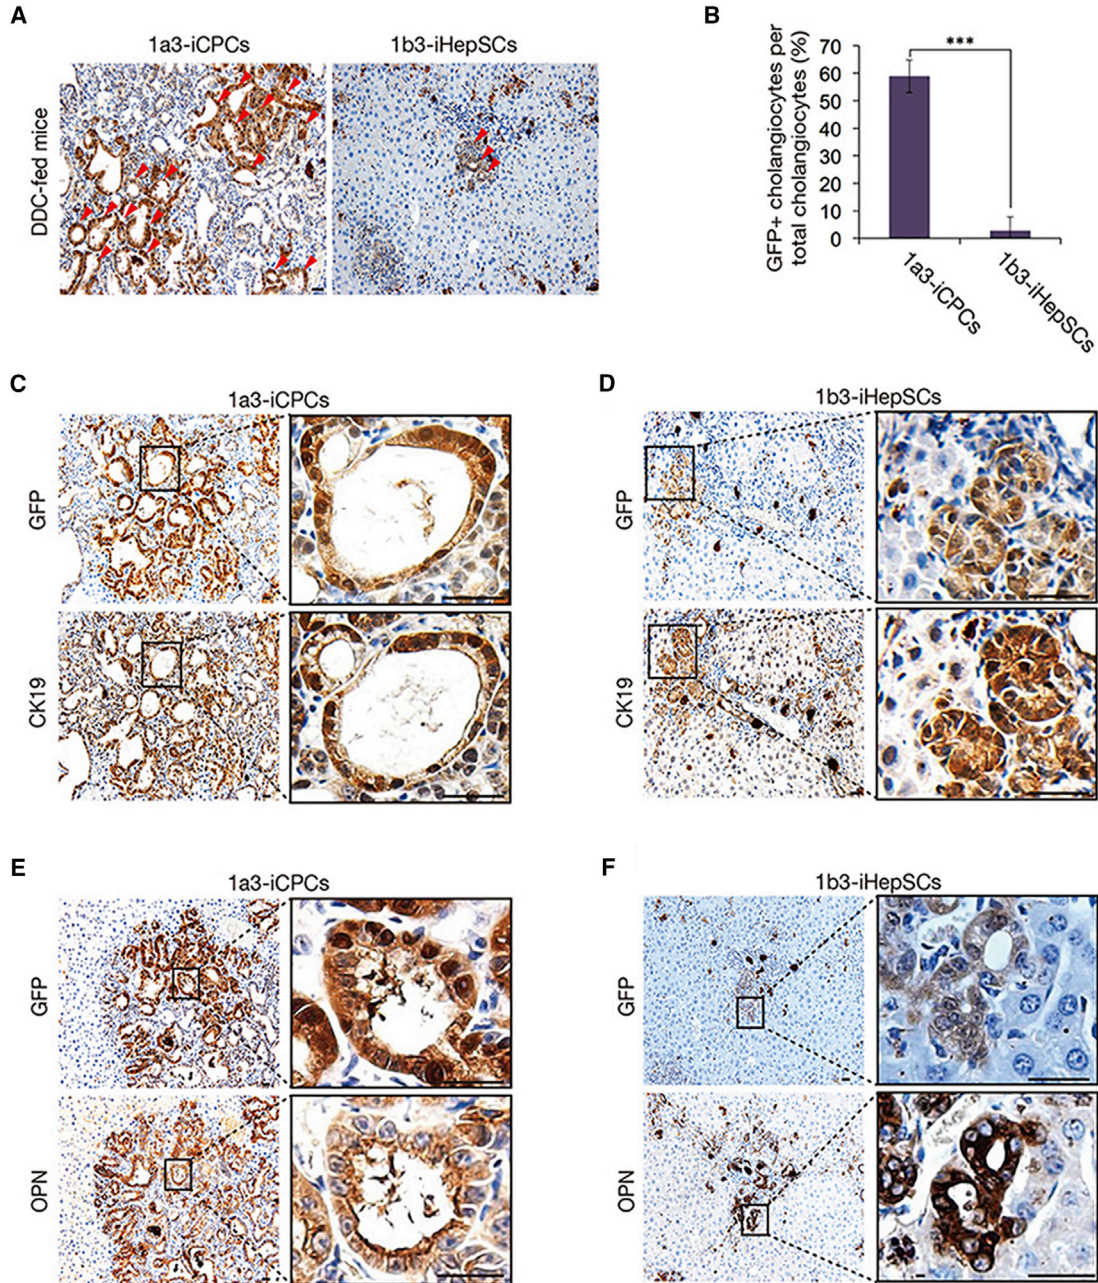 A
1a3-iCPCs
1b3-iHepSCs
DDC-fed mice
B
GFP+ cholangiocytes per
total cholangiocytes (%)
70
60
50
40
30
20
10
0
***
1a3-iCPCs
1b3-iHepSCs
C
1a3-iCPCs
GFP
CK19
D
1b3-iHepSCs
GFP
CK19
E
1a3-iCPCs
GFP
OPN
F
1b3-iHepSCs
GFP
OPN